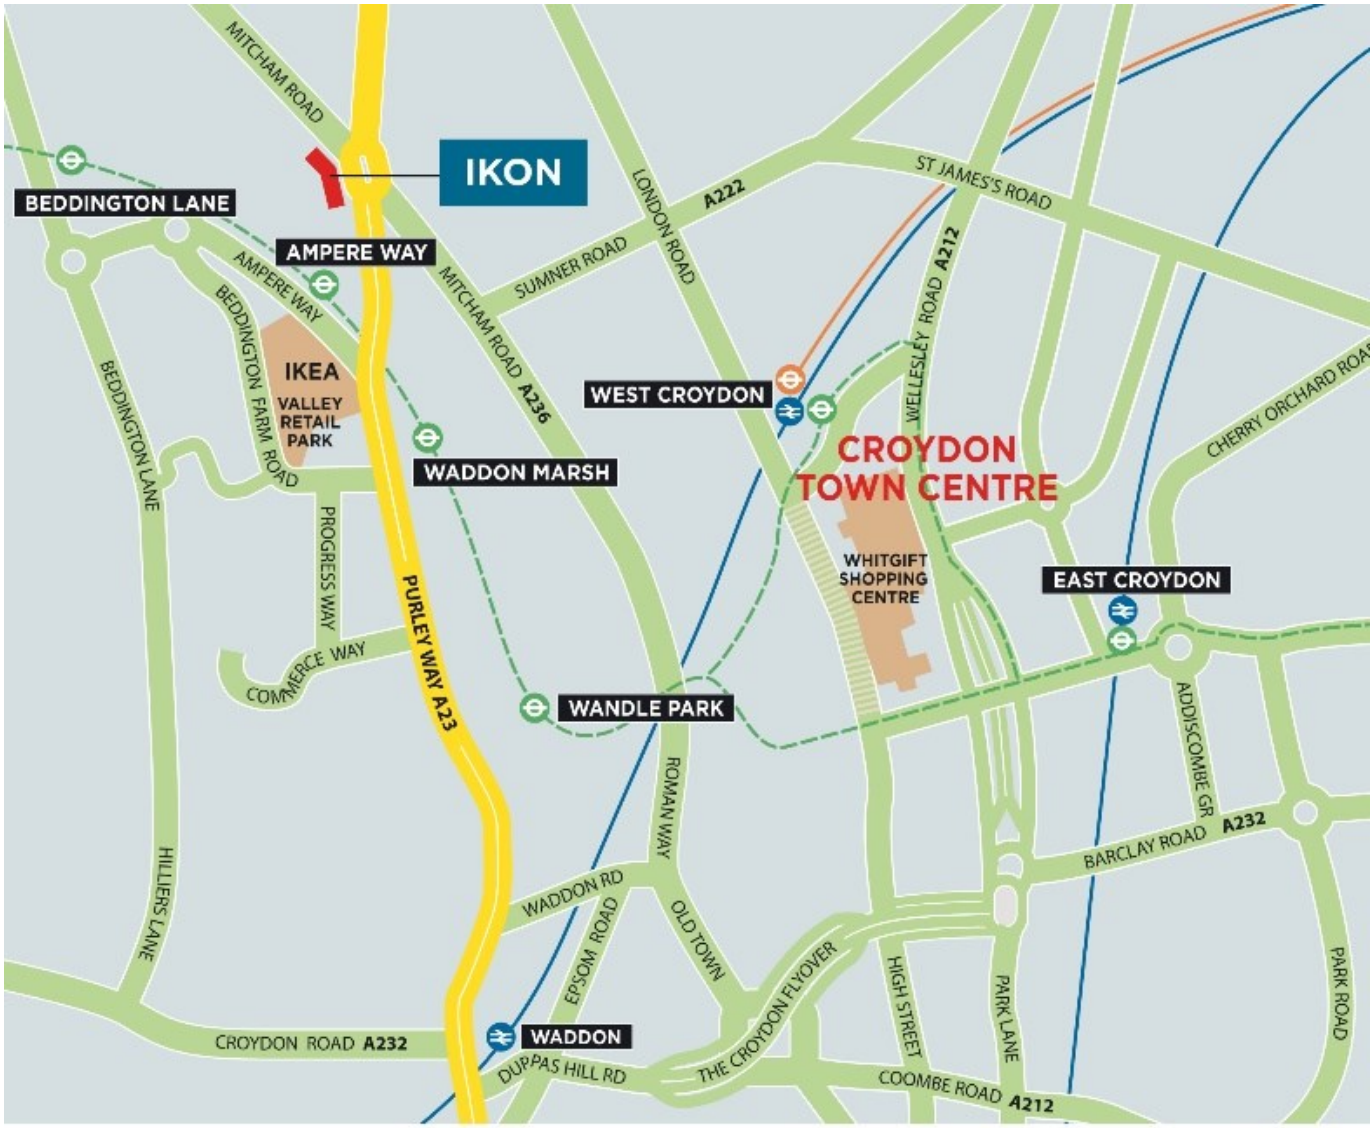 MITCHAM ROAD
IKON
BEDDINGTON LANE
AMPERE WAY
AMPERE WAY
MITCHAM ROAD A236
SUMNER ROAD
A222
LONDON ROAD
ST JAMES'S ROAD
WELLESLEY ROAD A212
BEDDINGTON FARM ROAD
IKEA
VALLEY
RETAIL
PARK
BEDDINGTON LANE
WEST CROYDON
CHERRY ORCHARD ROAD
CROYDON
TOWN CENTRE
WADDON MARSH
PROGRESS WAY
WHITGIFT
SHOPPING
CENTRE
EAST CROYDON
PURLEY WAY A23
COMMERCE WAY
WANDLE PARK
ADDISCOMBE GR
ROMAN WAY
BARCLAY ROAD A232
HILLIERS LANE
WADDON RD
EPSOM ROAD
OLD TOWN
THE CROYDON FLYOVER
HIGH STREET
PARK LANE
PARK ROAD
CROYDON ROAD A232
WADDON
DUPPAS HILL RD
COOMBE ROAD A212